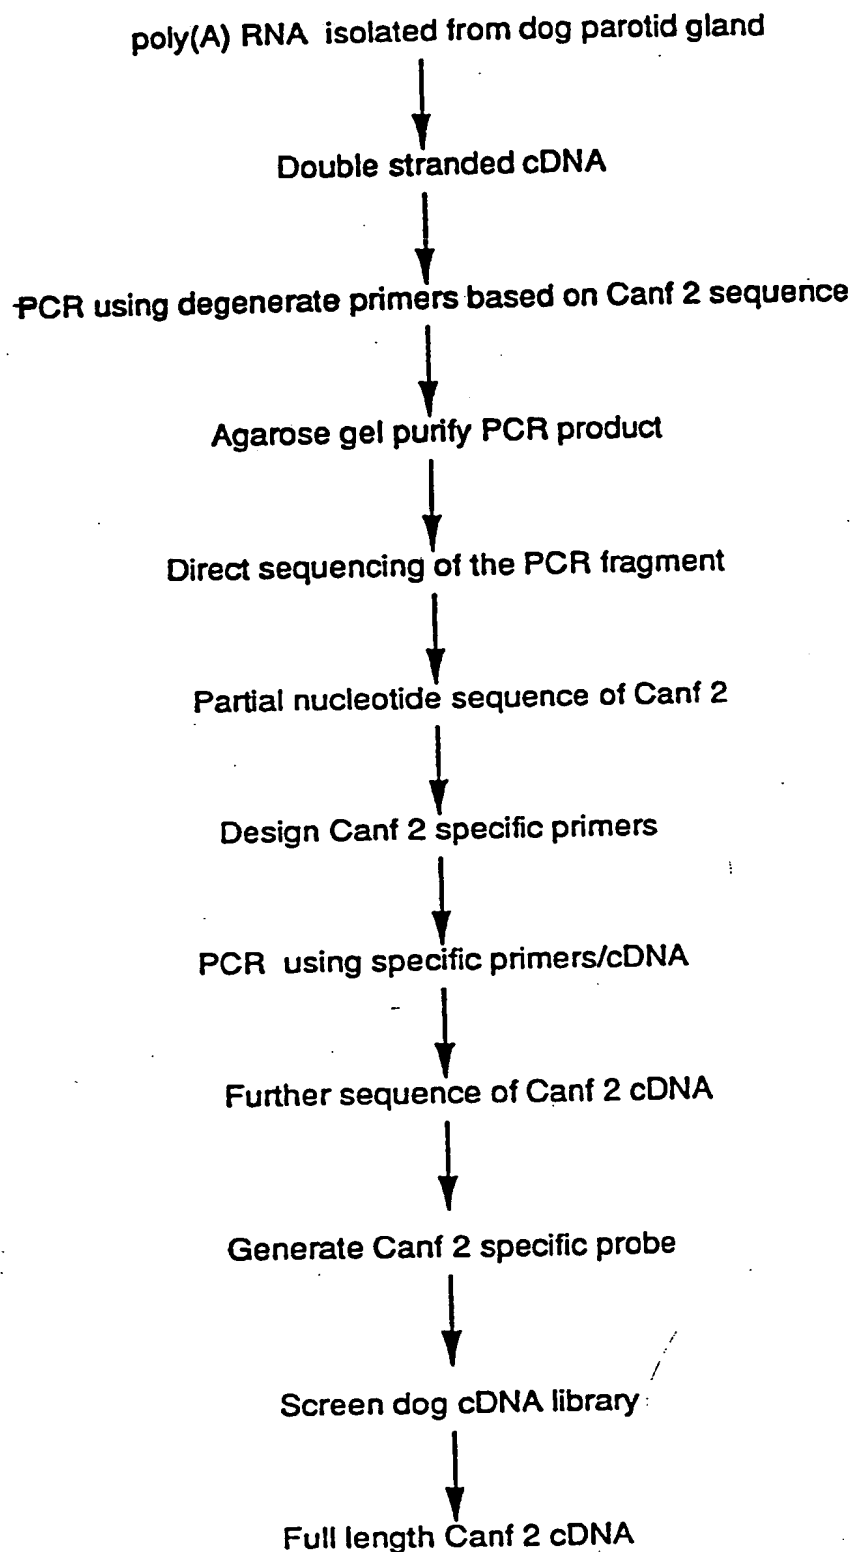 poly(A) RNA isolated from dog parotid gland
Double stranded cDNA
PCR using degenerate primers based on Canf 2 sequence
Agarose gel purify PCR product
Direct sequencing of the PCR fragment
Partial nucleotide sequence of Canf 2
Design Canf 2 specific primers
PCR using specific primers/cDNA
Further sequence of Canf 2 cDNA
Generate Canf 2 specific probe
Screen dog cDNA library
Full length Canf 2 cDNA